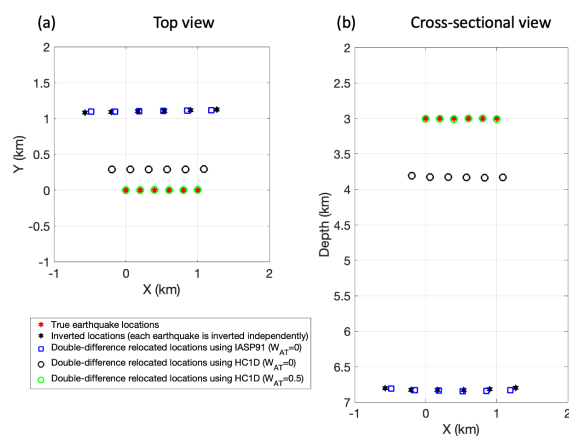 (a) Top view
2
1.5
1
0.5
0
-0.5
-1
-1 0 1 2
Y (km)
X (km)
True earthquake locations
Inverted locations (each earthquake is inverted independently)
Double-difference relocated locations using IASP91 (W_AT=0)
Double-difference relocated locations using HC1D (W_AT=0)
Double-difference relocated locations using HC1D (W_AT=0.5)
(b) Cross-sectional view
2
2.5
3
3.5
4
4.5
5
5.5
6
6.5
7
-1 0 1 2
Depth (km)
X (km)